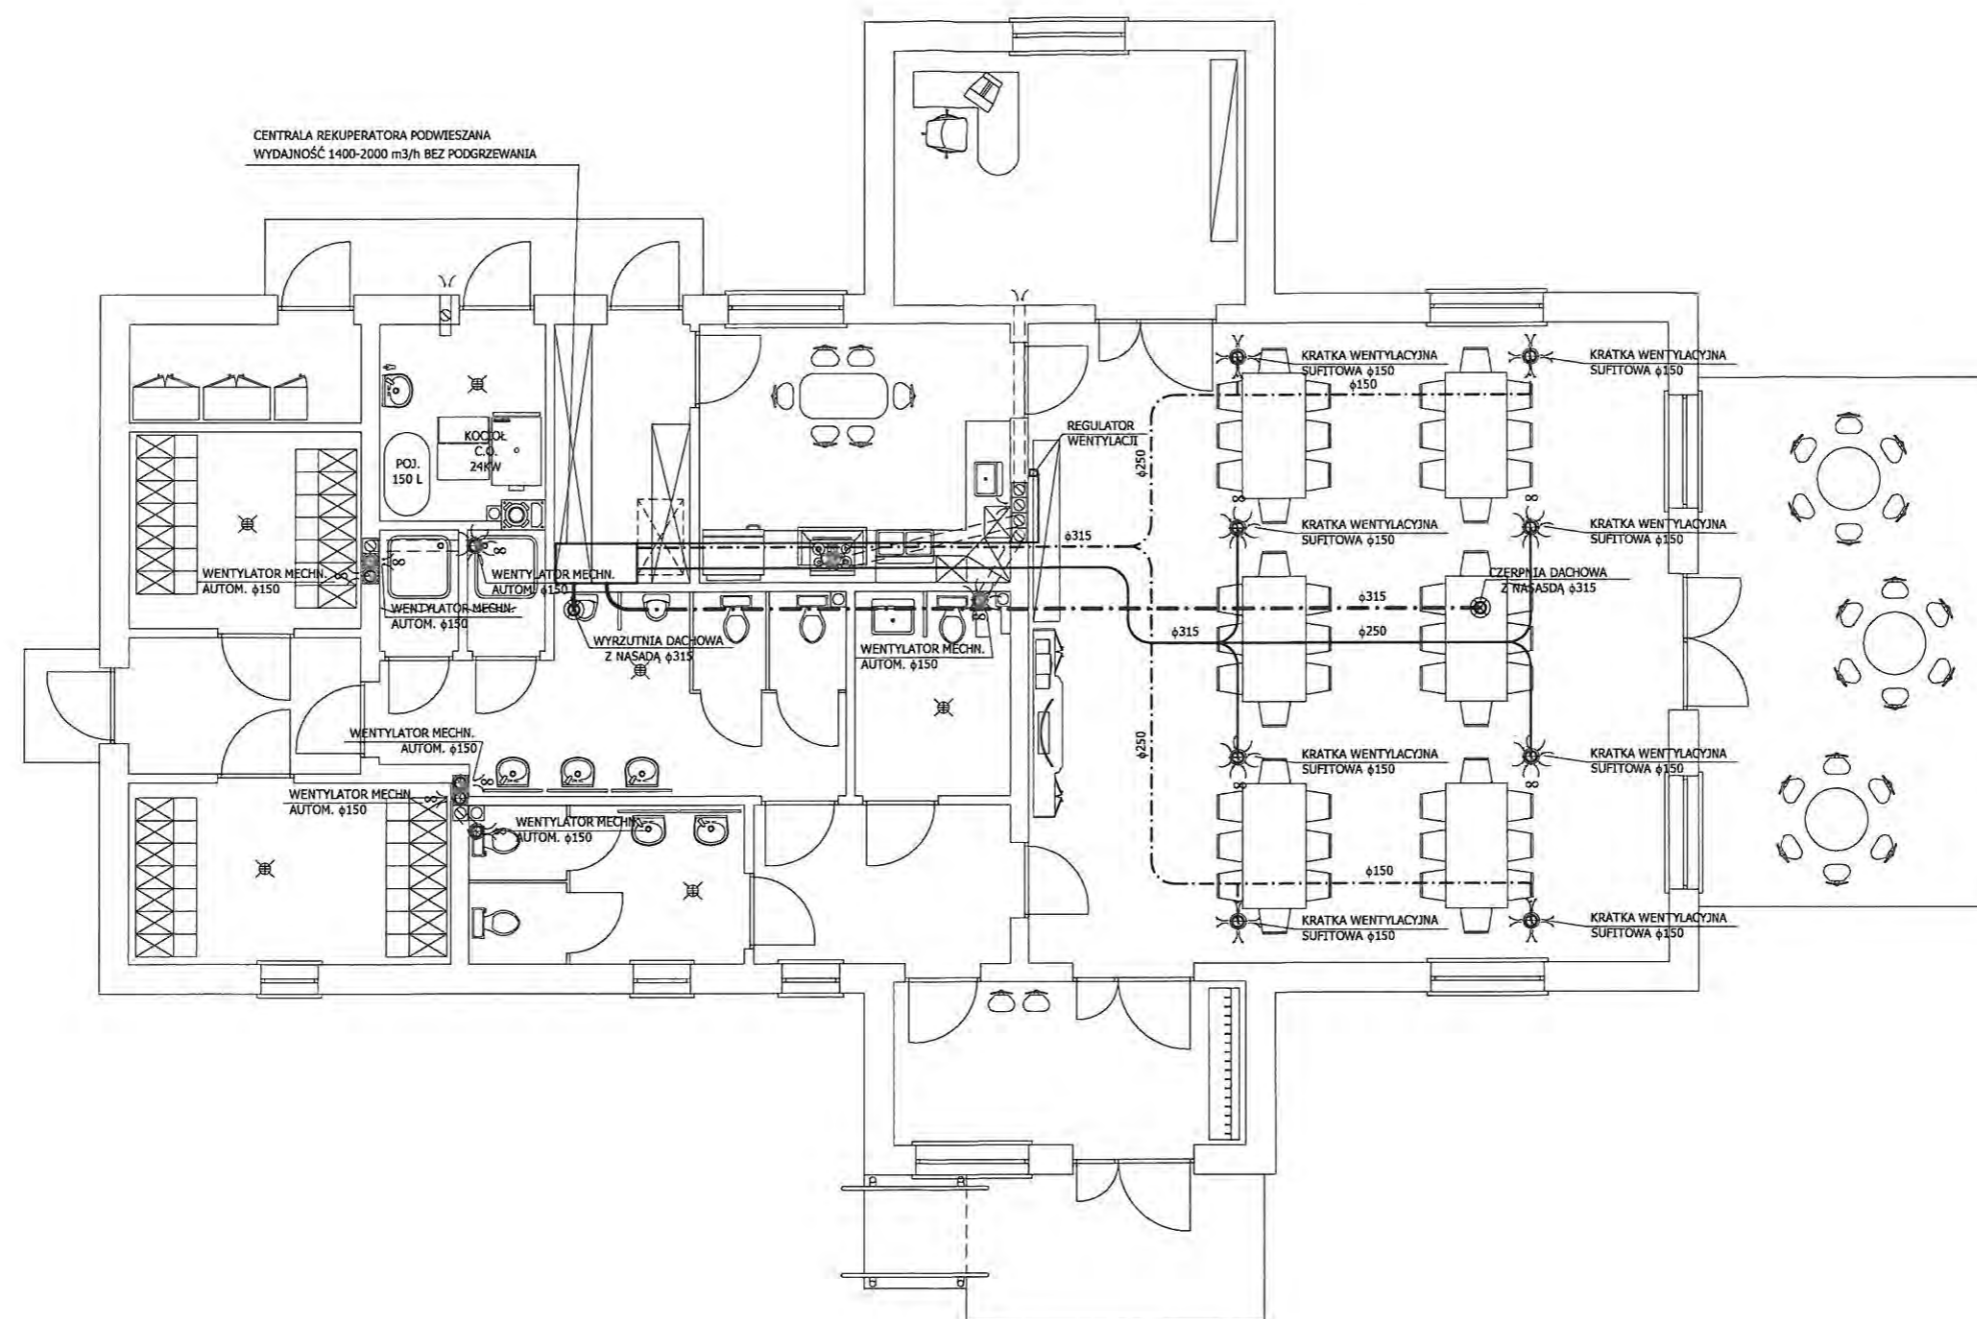 CENTRALA REKUPERATORA PODWIESZANA
WYDAJNOŚĆ 1400-2000 m3/h BEZ PODGRZEWANIA
KRATKA WENTYLACYJNA
SUFITOWA ϕ150
KRATKA WENTYLACYJNA
SUFITOWA ϕ150
ϕ150
REGULATOR
WENTYLACJI
ϕ250
KOCIOŁ
C.O.
24KW
POJ.
150 L
KRATKA WENTYLACYJNA
SUFITOWA ϕ150
KRATKA WENTYLACYJNA
SUFITOWA ϕ150
ϕ315
WENTYLATOR MECHN.
AUTOM. ϕ150
WENTYLATOR MECHN.
AUTOM. ϕ150
WENTYLATOR MECHN.
AUTOM. ϕ150
CZERPNIA DACHOWA
Z NASASDĄ ϕ315
ϕ315
WYRZUTNIA DACHOWA
Z NASADĄ ϕ315
WENTYLATOR MECHN.
AUTOM. ϕ150
ϕ315
ϕ250
WENTYLATOR MECHN.
AUTOM. ϕ150
ϕ250
KRATKA WENTYLACYJNA
SUFITOWA ϕ150
KRATKA WENTYLACYJNA
SUFITOWA ϕ150
WENTYLATOR MECHN.
AUTOM. ϕ150
WENTYLATOR MECHN.
AUTOM. ϕ150
ϕ150
KRATKA WENTYLACYJNA
SUFITOWA ϕ150
KRATKA WENTYLACYJNA
SUFITOWA ϕ150